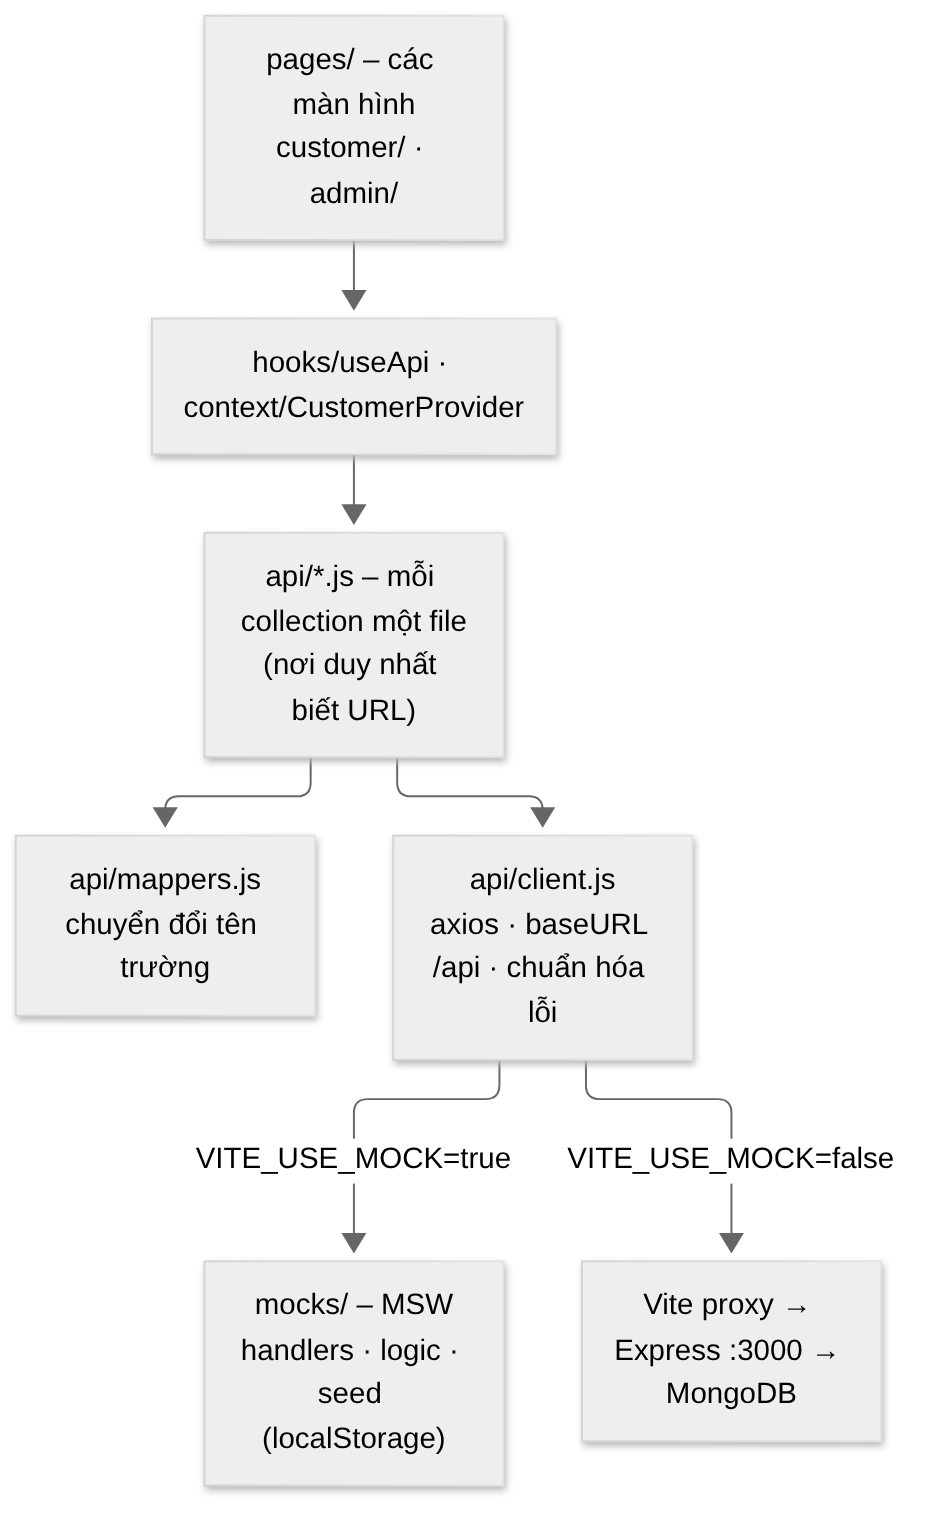 pages/ – các
màn hình
customer/ ·
admin/
hooks/useApi ·
context/CustomerProvider
api/*.js – mỗi
collection một file
(nơi duy nhất
biết URL)
api/mappers.js
chuyển đổi tên
trường
api/client.js
axios · baseURL
/api · chuẩn hóa
lỗi
VITE_USE_MOCK=true
VITE_USE_MOCK=false
mocks/ – MSW
handlers · logic ·
seed
(localStorage)
Vite proxy →
Express :3000 →
MongoDB